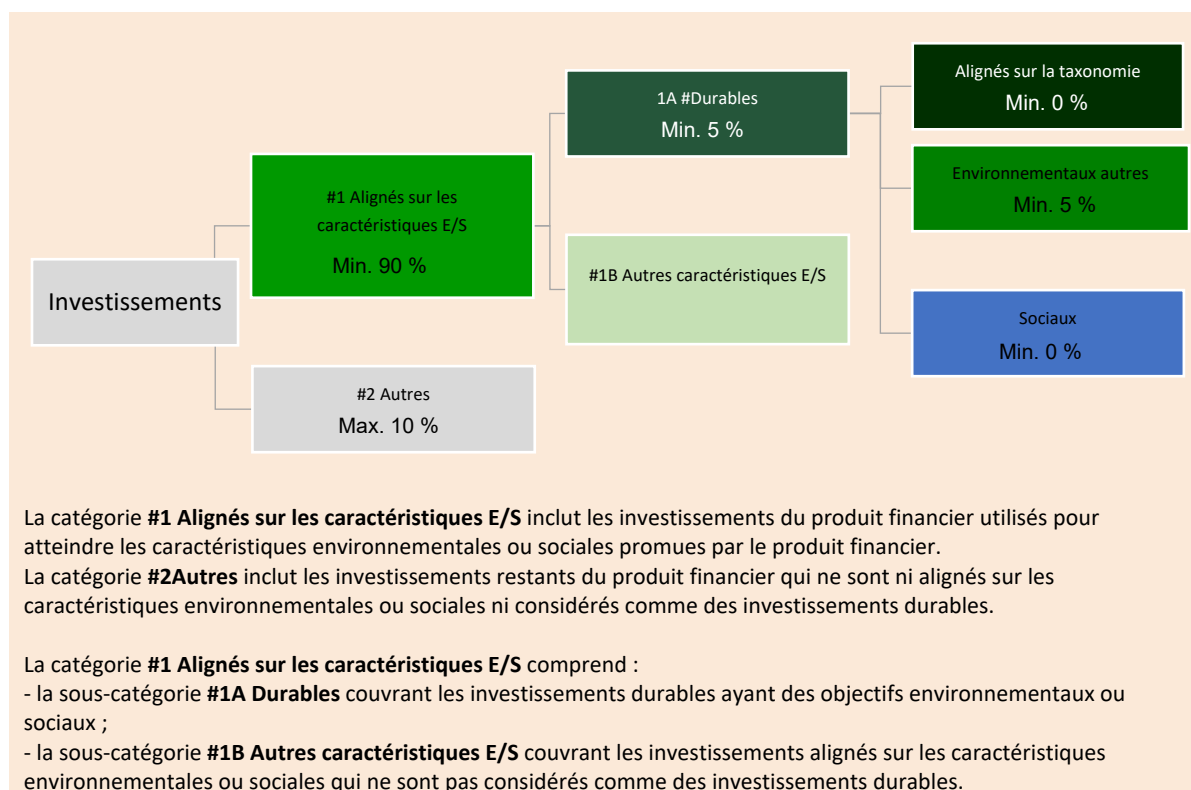 Investissements
#1 Alignés sur les
caractéristiques E/S
Min. 90 %
#2 Autres
Max. 10 %
1A #Durables
Min. 5 %
#1B Autres caractéristiques E/S
Alignés sur la taxonomie
Min. 0 %
Environnementaux autres
Min. 5 %
Sociaux
Min. 0 %
La catégorie #1 Alignés sur les caractéristiques E/S inclut les investissements du produit financier utilisés pour
atteindre les caractéristiques environnementales ou sociales promues par le produit financier.
La catégorie #2Autres inclut les investissements restants du produit financier qui ne sont ni alignés sur les
caractéristiques environnementales ou sociales ni considérés comme des investissements durables.
La catégorie #1 Alignés sur les caractéristiques E/S comprend :
- la sous-catégorie #1A Durables couvrant les investissements durables ayant des objectifs environnementaux ou
sociaux ;
- la sous-catégorie #1B Autres caractéristiques E/S couvrant les investissements alignés sur les caractéristiques
environnementales ou sociales qui ne sont pas considérés comme des investissements durables.